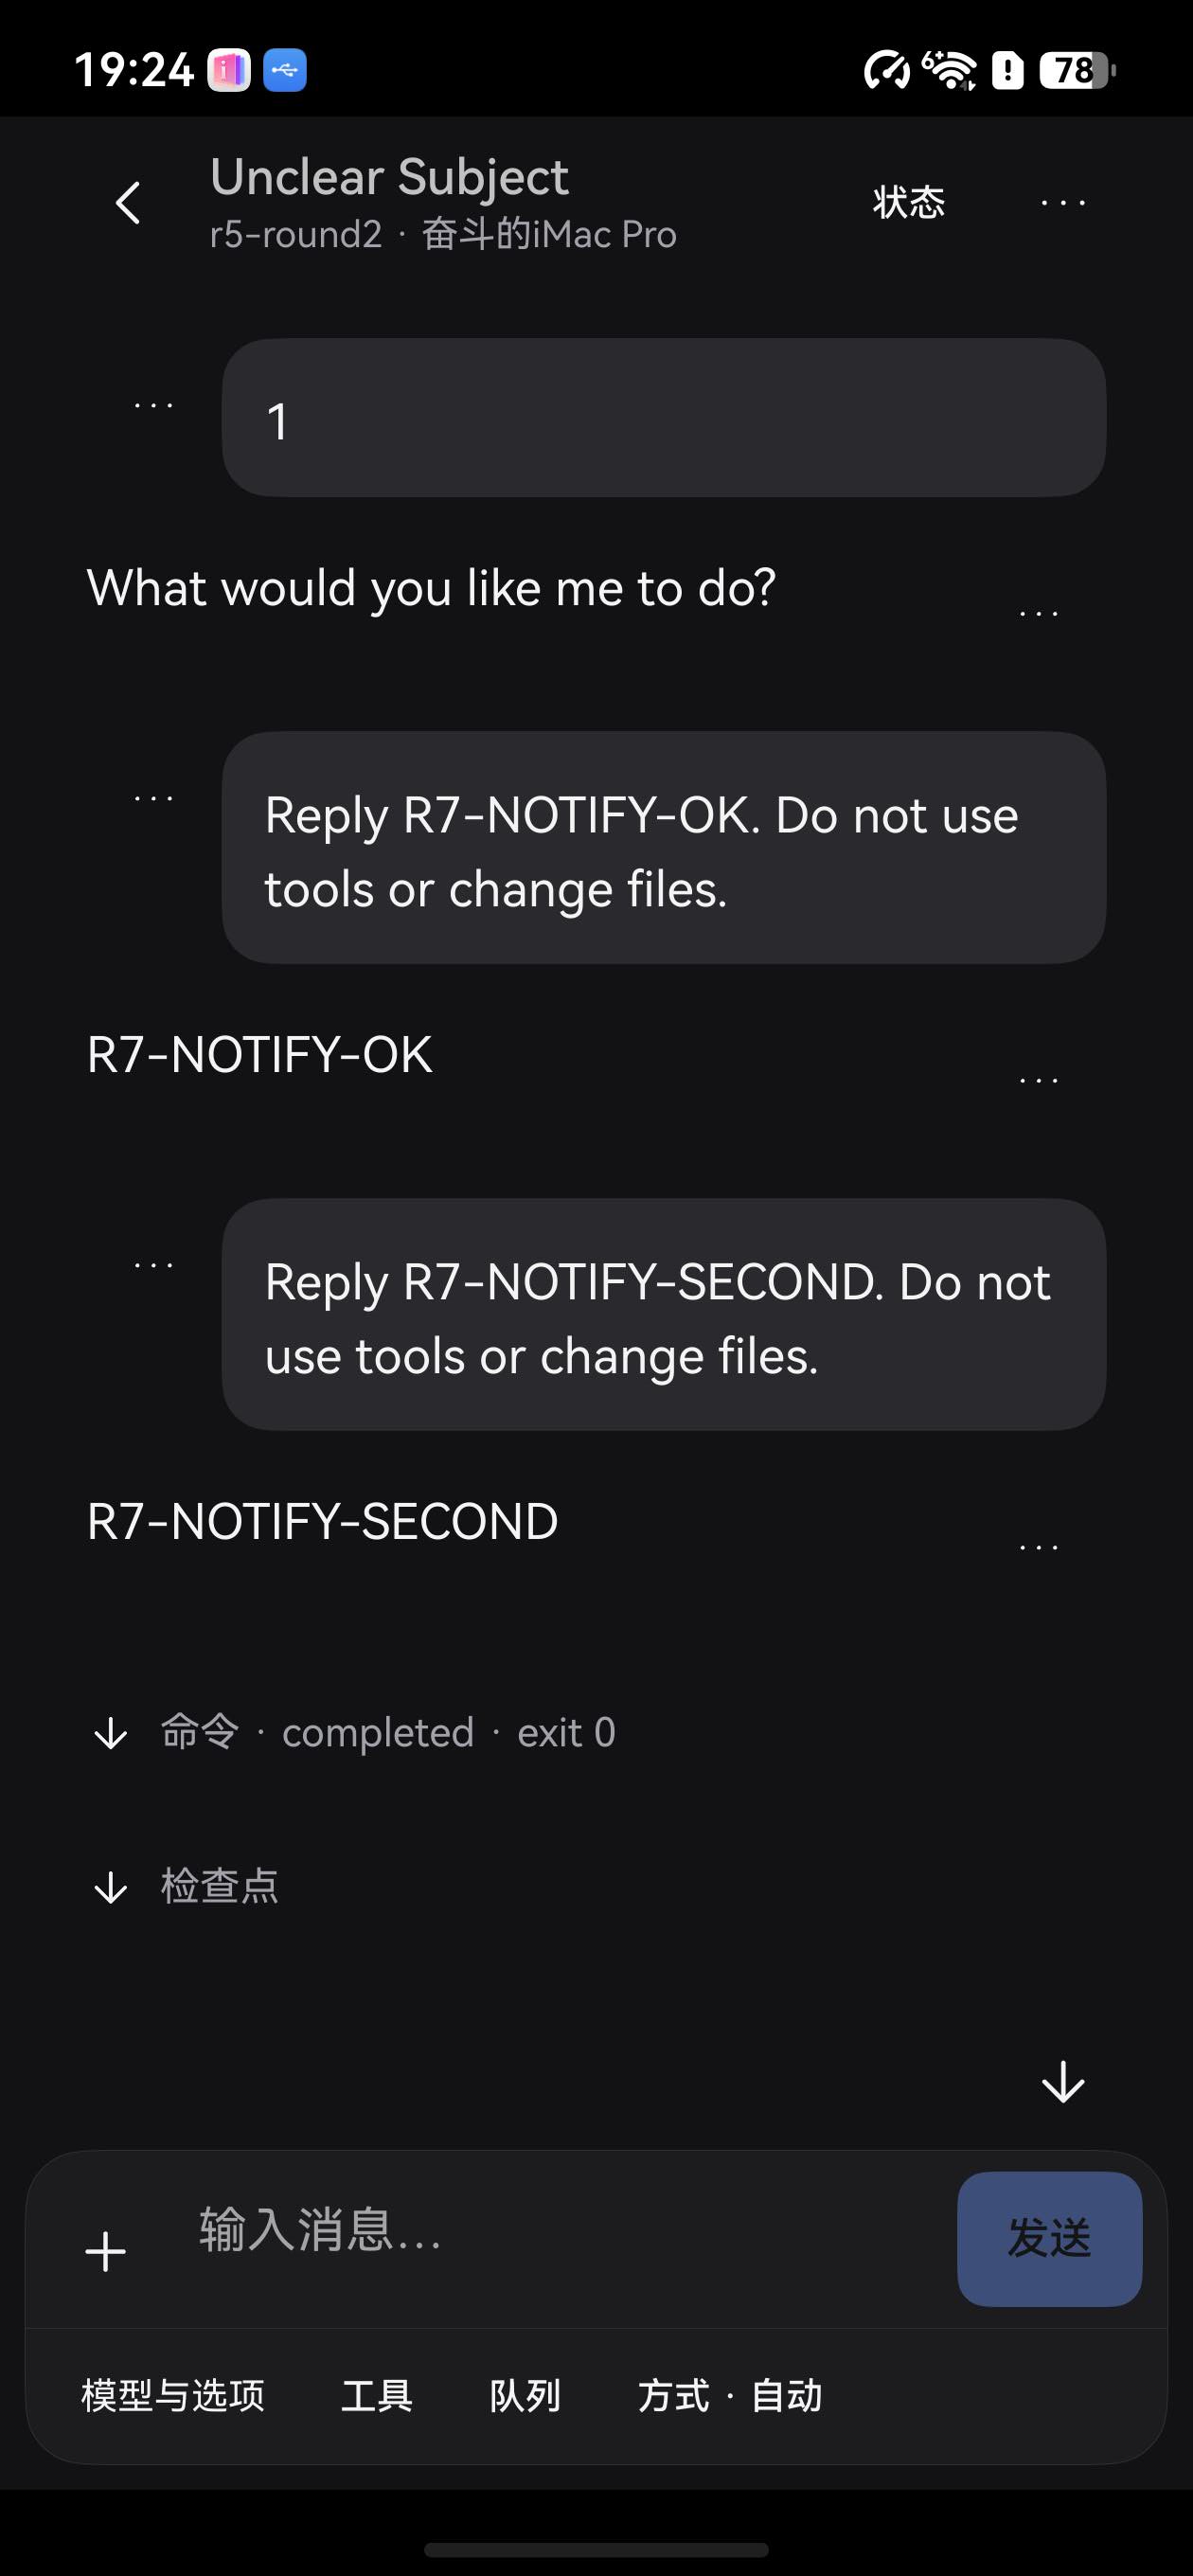 19:24
78
Unclear Subject
状态
r5-round2 · 奋斗的iMac Pro
1
What would you like me to do?
Reply R7-NOTIFY-OK. Do not use
tools or change files.
R7-NOTIFY-OK
Reply R7-NOTIFY-SECOND. Do not
use tools or change files.
R7-NOTIFY-SECOND
命令 · completed · exit 0
检查点
输入消息...
发送
模型与选项 工具 队列 方式 · 自动